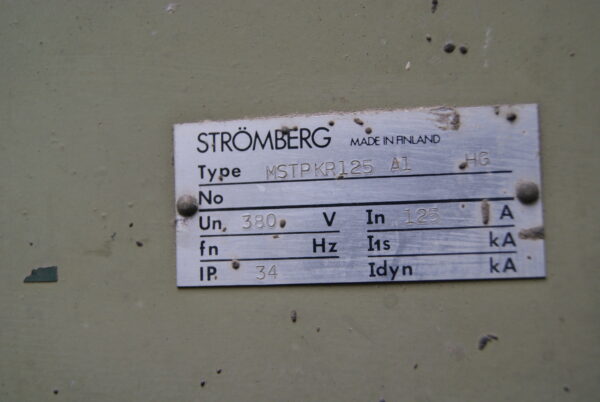 STRÖMBERG MADE IN FINLAND
Type MSTPKR125 A1 HG
No
Un 380 V In 125 A
fn Hz I1s kA
IP 34 Idyn kA